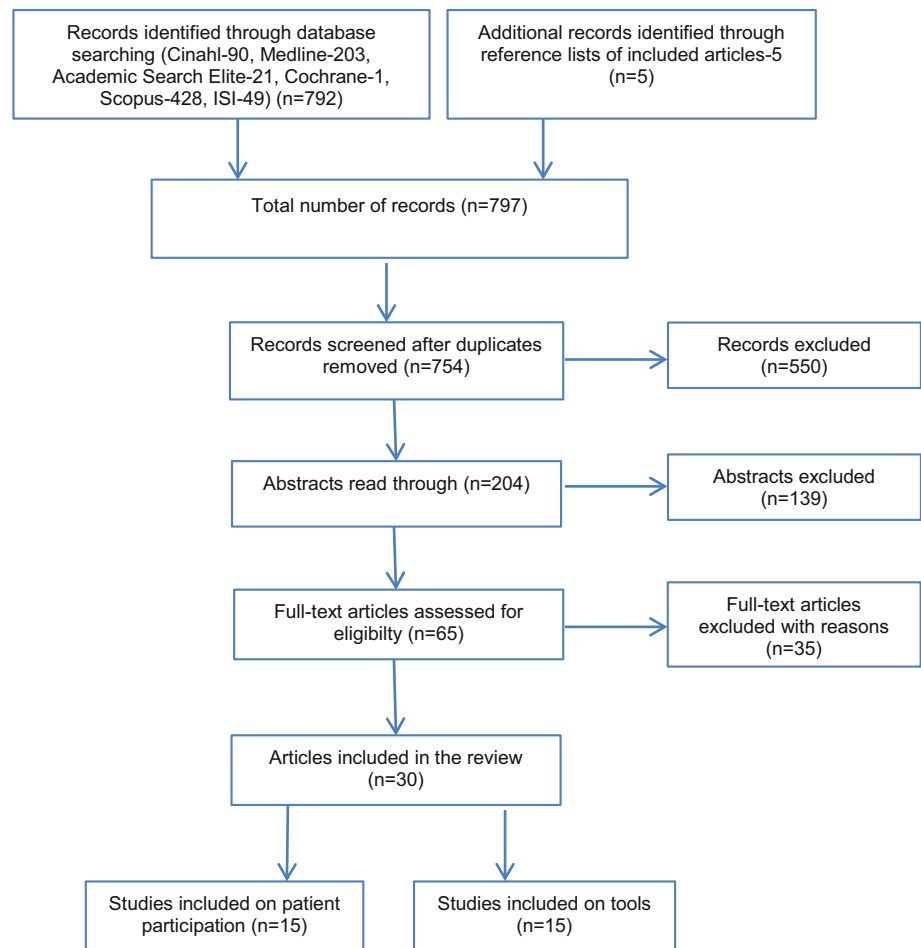 Records identified through database
searching (Cinahl-90, Medline-203,
Academic Search Elite-21, Cochrane-1,
Scopus-428, ISI-49) (n=792)
Additional records identified through
reference lists of included articles-5
(n=5)
Total number of records (n=797)
Records screened after duplicates
removed (n=754)
Records excluded
(n=550)
Abstracts read through (n=204)
Abstracts excluded
(n=139)
Full-text articles assessed for
eligibilty (n=65)
Full-text articles
excluded with reasons
(n=35)
Articles included in the review
(n=30)
Studies included on patient
participation (n=15)
Studies included on tools
(n=15)